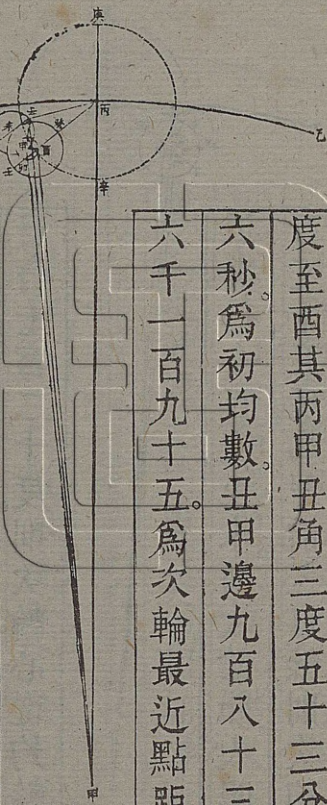 度至酉其丙甲丑角三度五十三分
六秒。爲初均數。丑甲邊九百八十三
六千一百九十五。爲次輪最近點距
庚
丙
乙
辛
甲